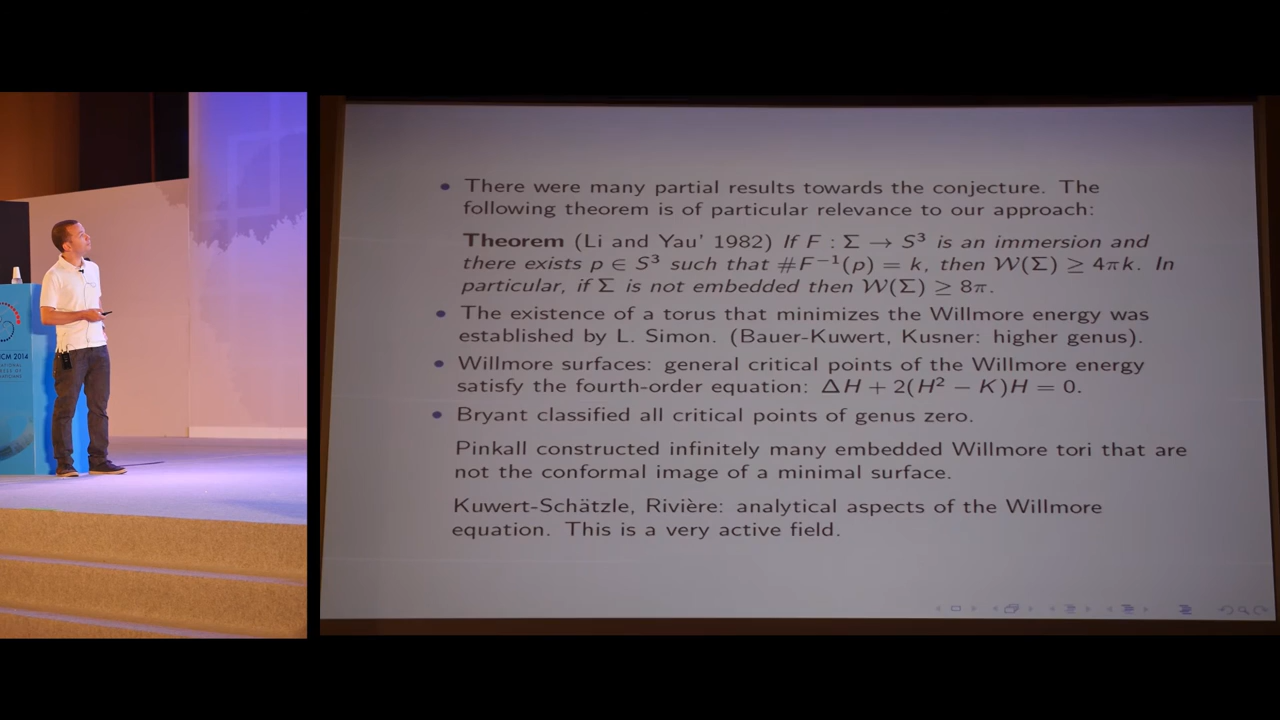 ICM 2014
• There were many partial results towards the conjecture. The
following theorem is of particular relevance to our approach:
Theorem (Li and Yau' 1982) If F : Σ → S³ is an immersion and
there exists p ∈ S³ such that #F⁻¹(p) = k, then 𝒲(Σ) ≥ 4πk. In
particular, if Σ is not embedded then 𝒲(Σ) ≥ 8π.
• The existence of a torus that minimizes the Willmore energy was
established by L. Simon. (Bauer-Kuwert, Kusner: higher genus).
• Willmore surfaces: general critical points of the Willmore energy
satisfy the fourth-order equation: ΔH + 2(H² − K)H = 0.
• Bryant classified all critical points of genus zero.
Pinkall constructed infinitely many embedded Willmore tori that are
not the conformal image of a minimal surface.
Kuwert-Schätzle, Rivière: analytical aspects of the Willmore
equation. This is a very active field.